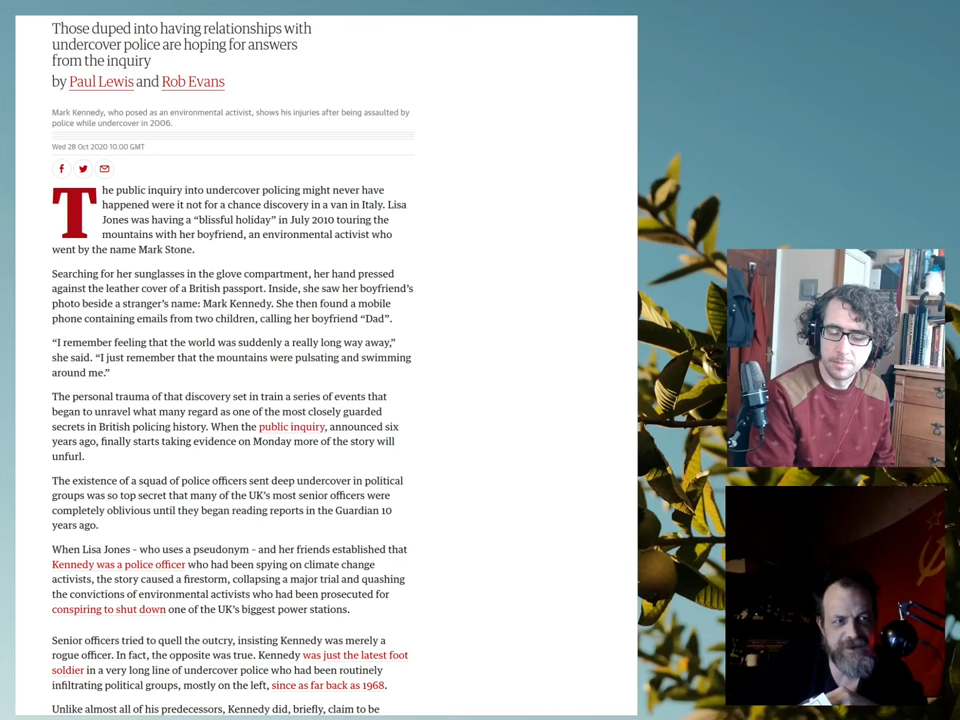 Those duped into having relationships with
undercover police are hoping for answers
from the inquiry
by Paul Lewis and Rob Evans
Mark Kennedy, who posed as an environmental activist, shows his injuries after being assaulted by
police while undercover in 2006.
Wed 28 Oct 2020 10.00 GMT
The public inquiry into undercover policing might never have
happened were it not for a chance discovery in a van in Italy. Lisa
Jones was having a “blissful holiday” in July 2010 touring the
mountains with her boyfriend, an environmental activist who
went by the name Mark Stone.
Searching for her sunglasses in the glove compartment, her hand pressed
against the leather cover of a British passport. Inside, she saw her boyfriend’s
photo beside a stranger’s name: Mark Kennedy. She then found a mobile
phone containing emails from two children, calling her boyfriend “Dad”.
“I remember feeling that the world was suddenly a really long way away,”
she said. “I just remember that the mountains were pulsating and swimming
around me.”
The personal trauma of that discovery set in train a series of events that
began to unravel what many regard as one of the most closely guarded
secrets in British policing history. When the public inquiry, announced six
years ago, finally starts taking evidence on Monday more of the story will
unfurl.
The existence of a squad of police officers sent deep undercover in political
groups was so top secret that many of the UK’s most senior officers were
completely oblivious until they began reading reports in the Guardian 10
years ago.
When Lisa Jones – who uses a pseudonym – and her friends established that
Kennedy was a police officer who had been spying on climate change
activists, the story caused a firestorm, collapsing a major trial and quashing
the convictions of environmental activists who had been prosecuted for
conspiring to shut down one of the UK’s biggest power stations.
Senior officers tried to quell the outcry, insisting Kennedy was merely a
rogue officer. In fact, the opposite was true. Kennedy was just the latest foot
soldier in a very long line of undercover police who had been routinely
infiltrating political groups, mostly on the left, since as far back as 1968.
Unlike almost all of his predecessors, Kennedy did, briefly, claim to be